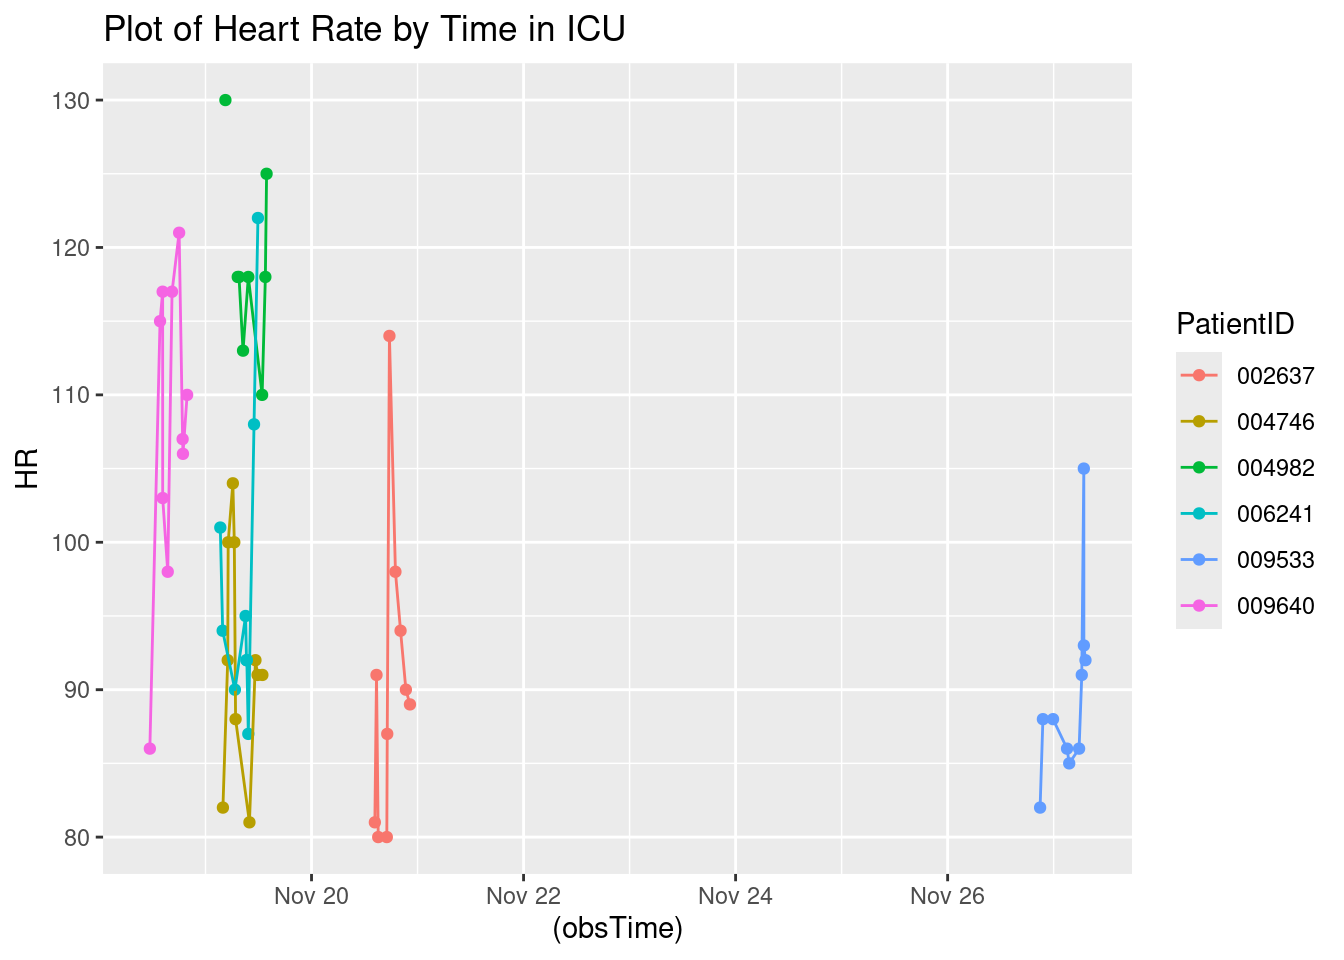 Plot of Heart Rate by Time in ICU
130
120
110
100
90
80
HR
Nov 20 Nov 22 Nov 24 Nov 26
(obsTime)
PatientID
002637
004746
004982
006241
009533
009640